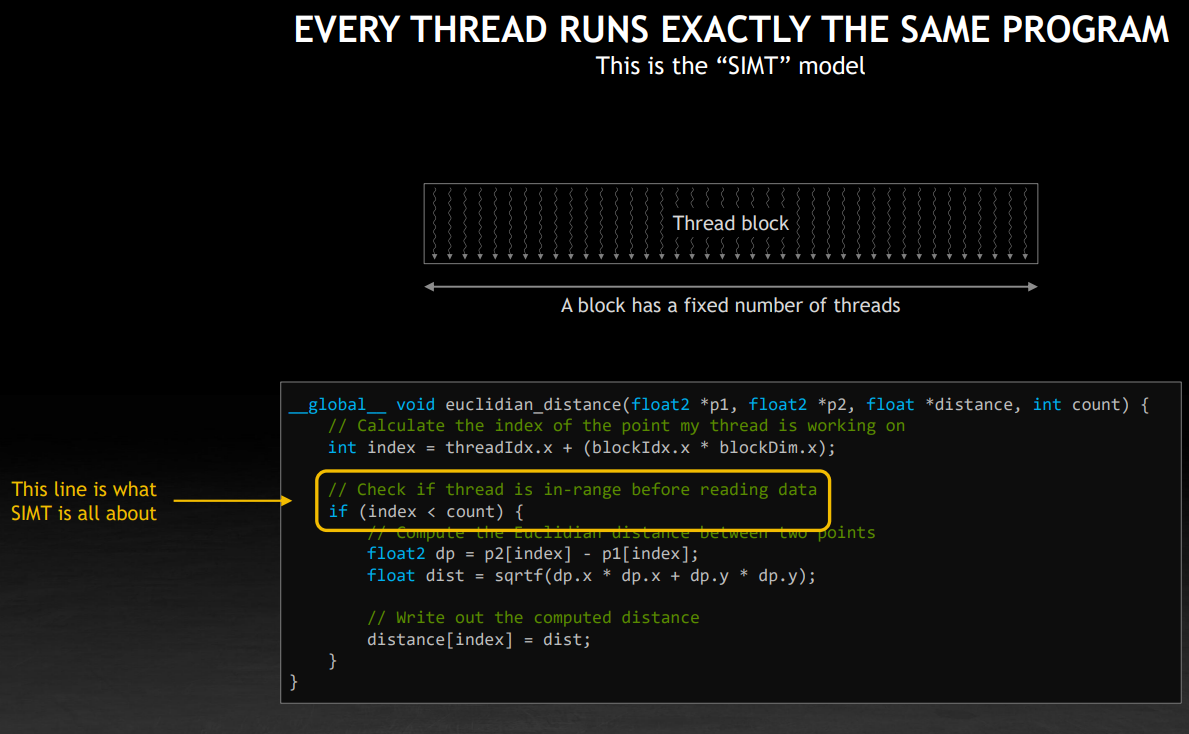 EVERY THREAD RUNS EXACTLY THE SAME PROGRAM
This is the “SIMT” model
Thread block
A block has a fixed number of threads
__global__ void euclidian_distance(float2 *p1, float2 *p2, float *distance, int count) {
    // Calculate the index of the point my thread is working on
    int index = threadIdx.x + (blockIdx.x * blockDim.x);
This line is what
SIMT is all about
    // Check if thread is in-range before reading data
    if (index < count) {
        // Compute the Euclidian distance between two points
        float2 dp = p2[index] - p1[index];
        float dist = sqrtf(dp.x * dp.x + dp.y * dp.y);
        // Write out the computed distance
        distance[index] = dist;
    }
}